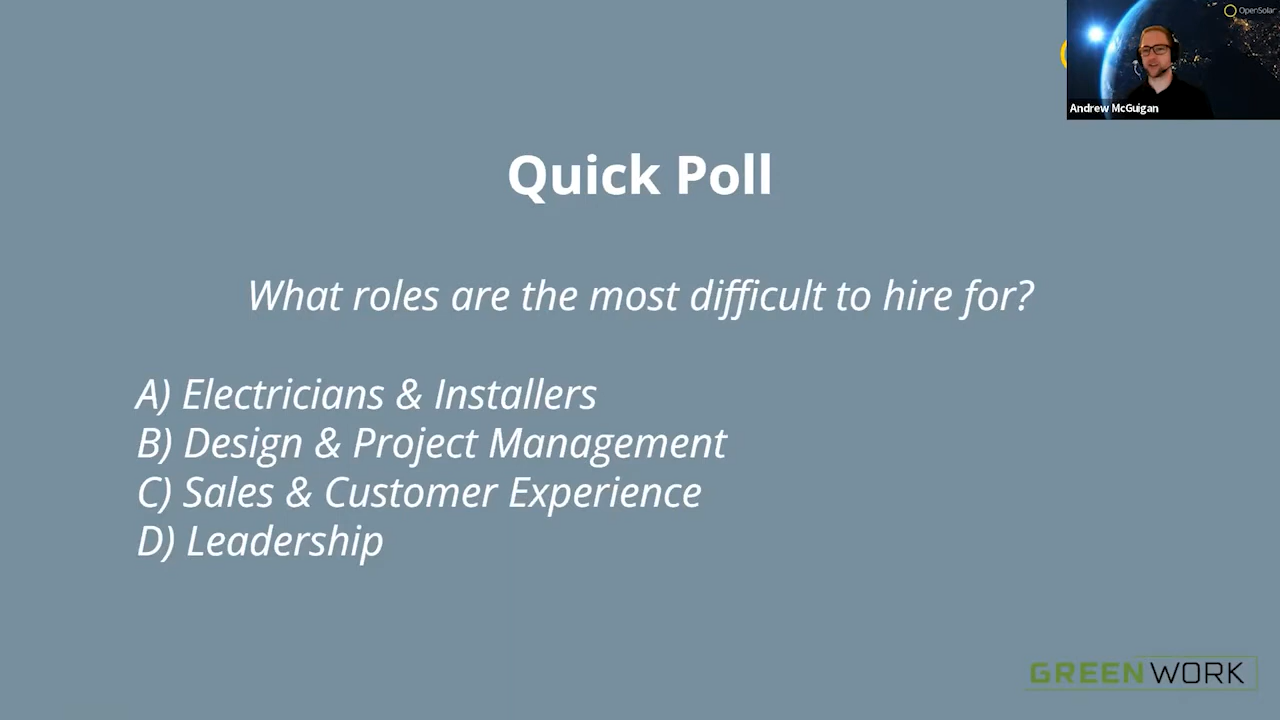 OpenSolar
Andrew McGuigan
Quick Poll
What roles are the most difficult to hire for?
A) Electricians & Installers
B) Design & Project Management
C) Sales & Customer Experience
D) Leadership
GREENWORK